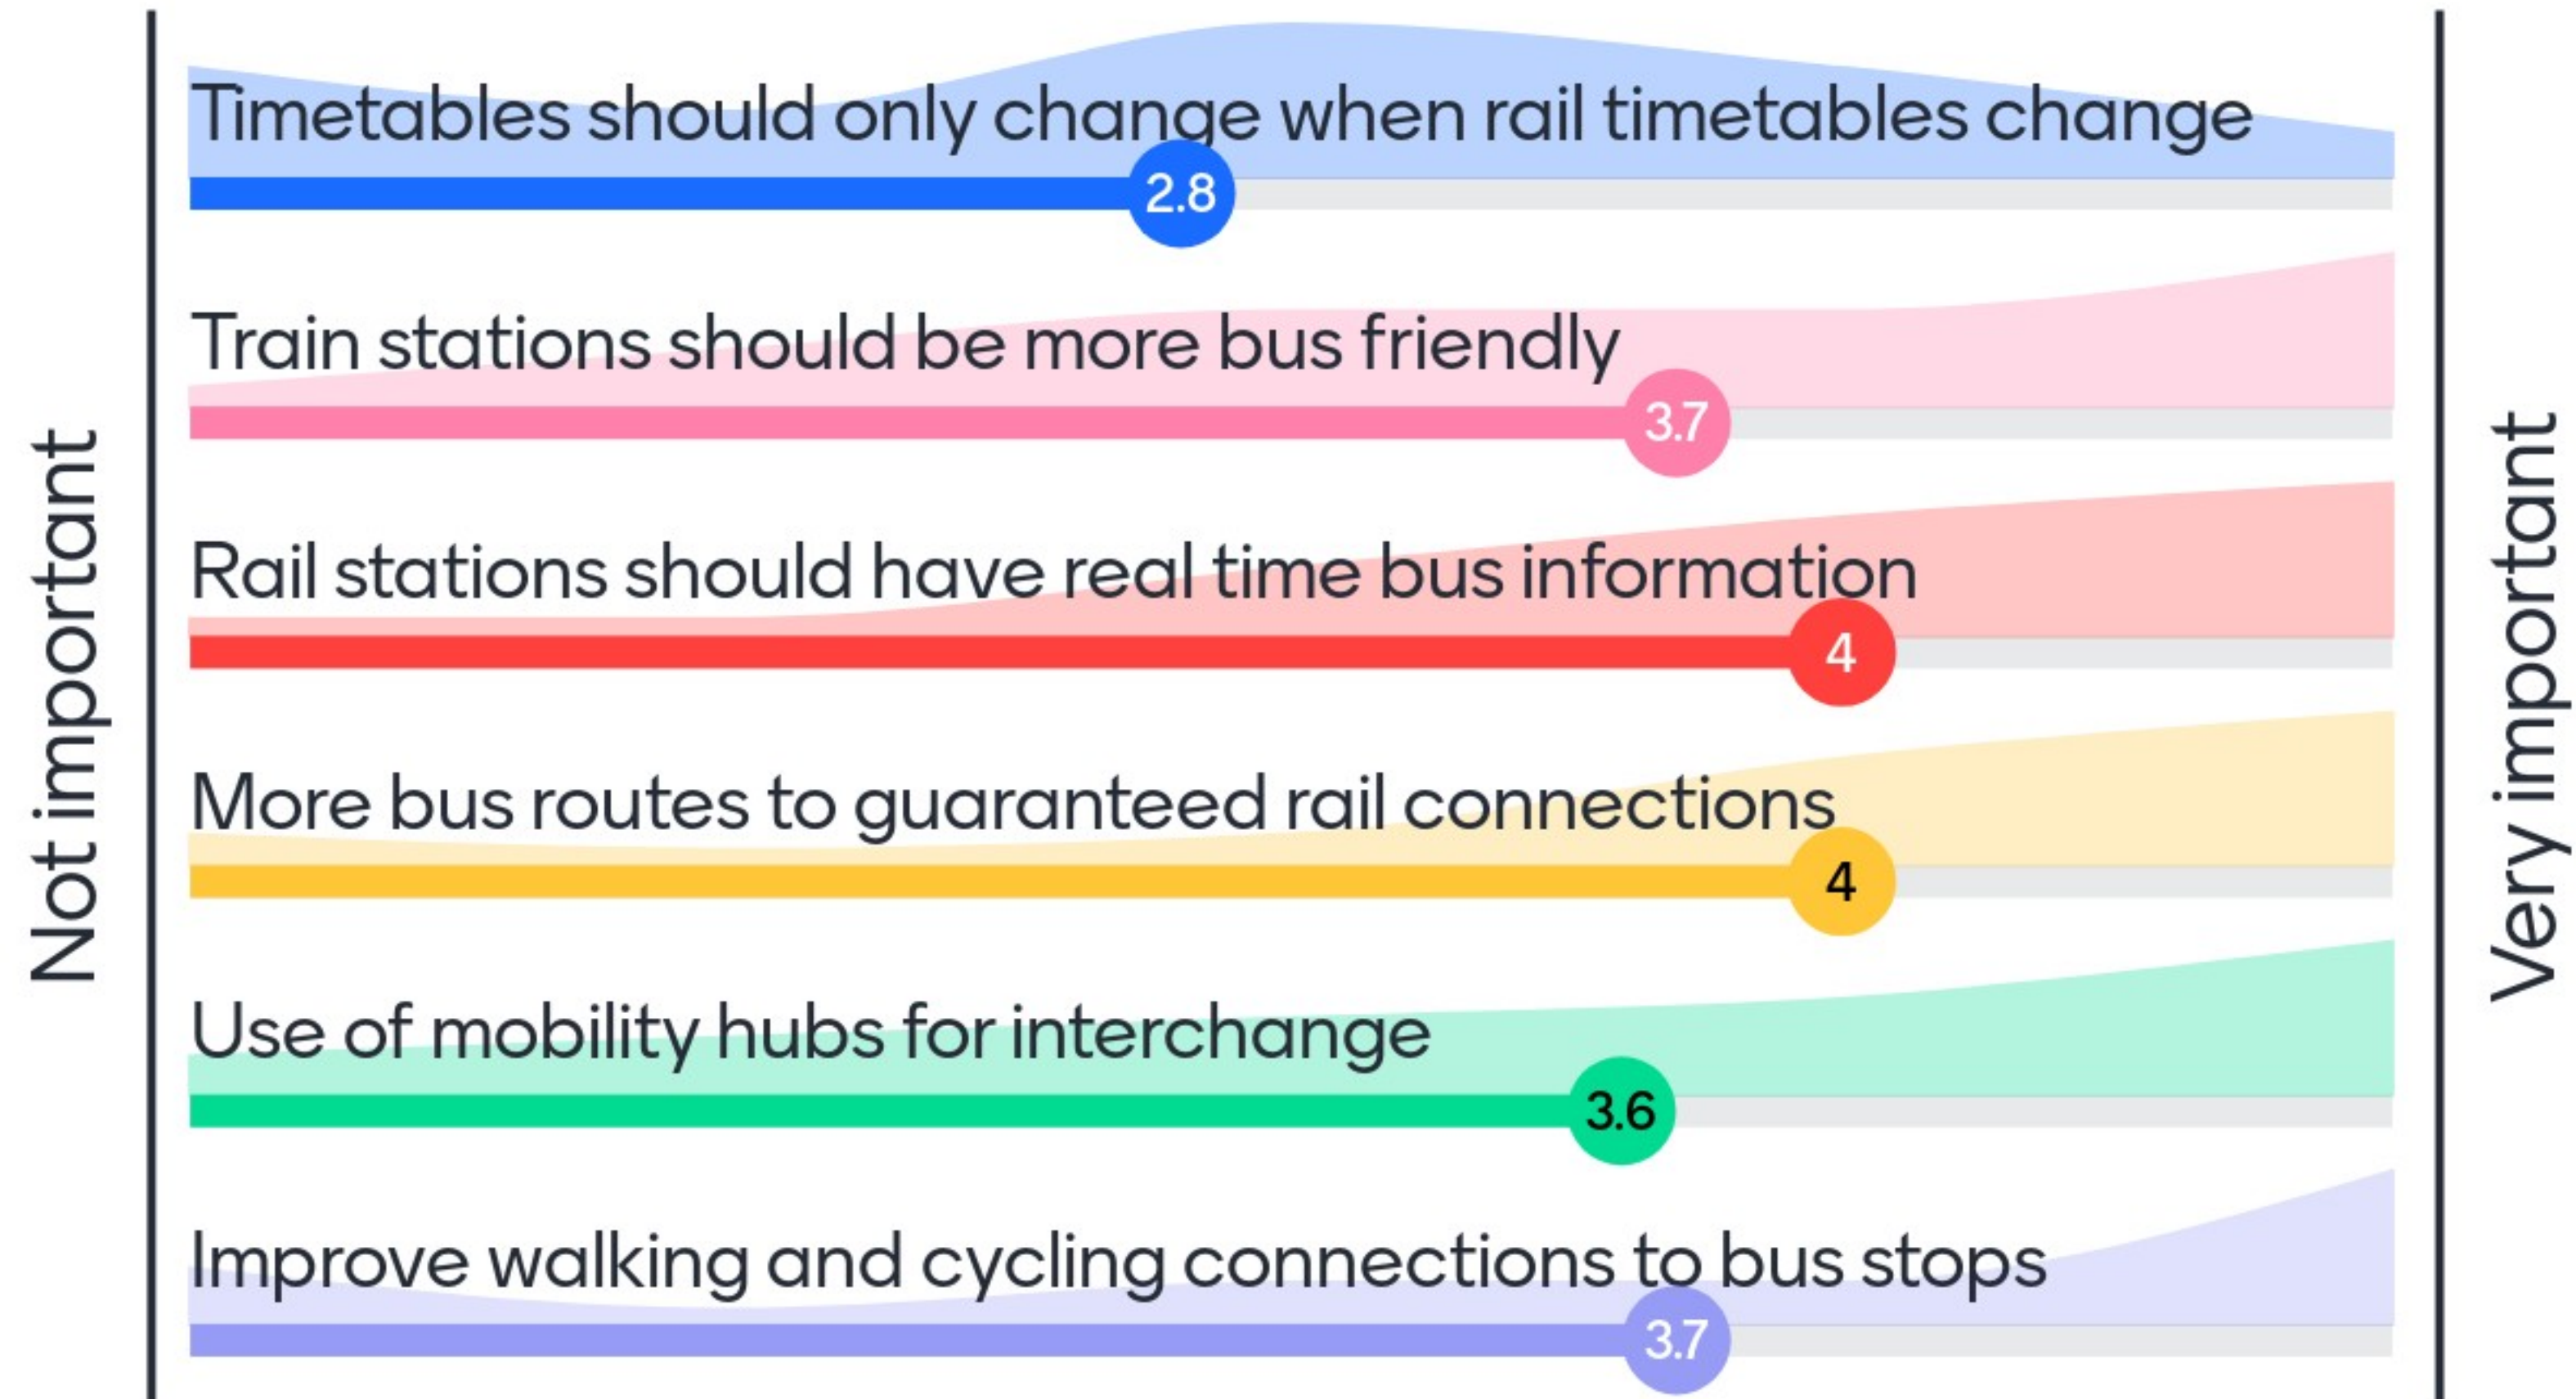 Timetables should only change when rail timetables change
2.8
Train stations should be more bus friendly
3.7
Rail stations should have real time bus information
4
More bus routes to guaranteed rail connections
4
Use of mobility hubs for interchange
3.6
Improve walking and cycling connections to bus stops
3.7
Not important
Very important